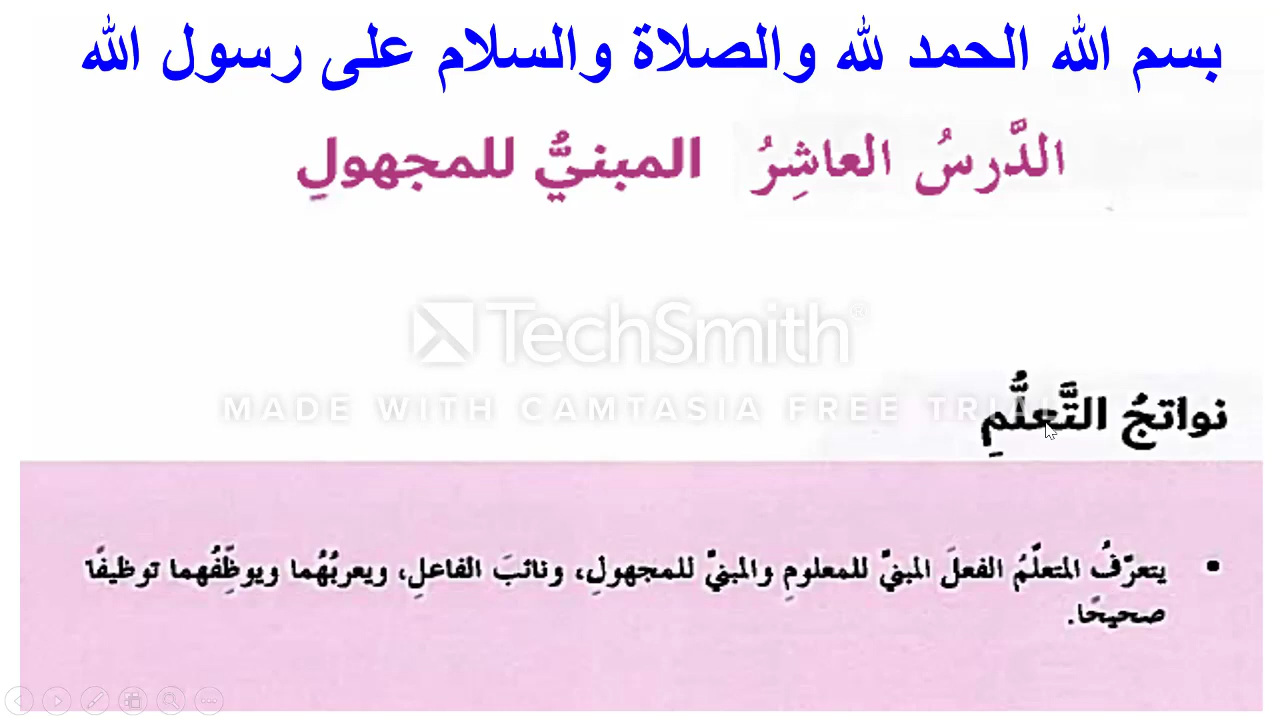 بسم الله الحمد لله والصلاة والسلام على رسول الله
الدَّرسُ العاشِرُ المبنيُّ للمجهولِ
TechSmith®
MADE WITH CAMTASIA FREE TRIAL
نواتجُ التَّعلُّمِ
• يتعرّفُ المتعلّمُ الفعلَ المبنيَّ للمعلومِ والمبنيَّ للمجهولِ، ونائبَ الفاعلِ، ويعربُهُما ويوظِّفُهما توظيفًا
صحيحًا.